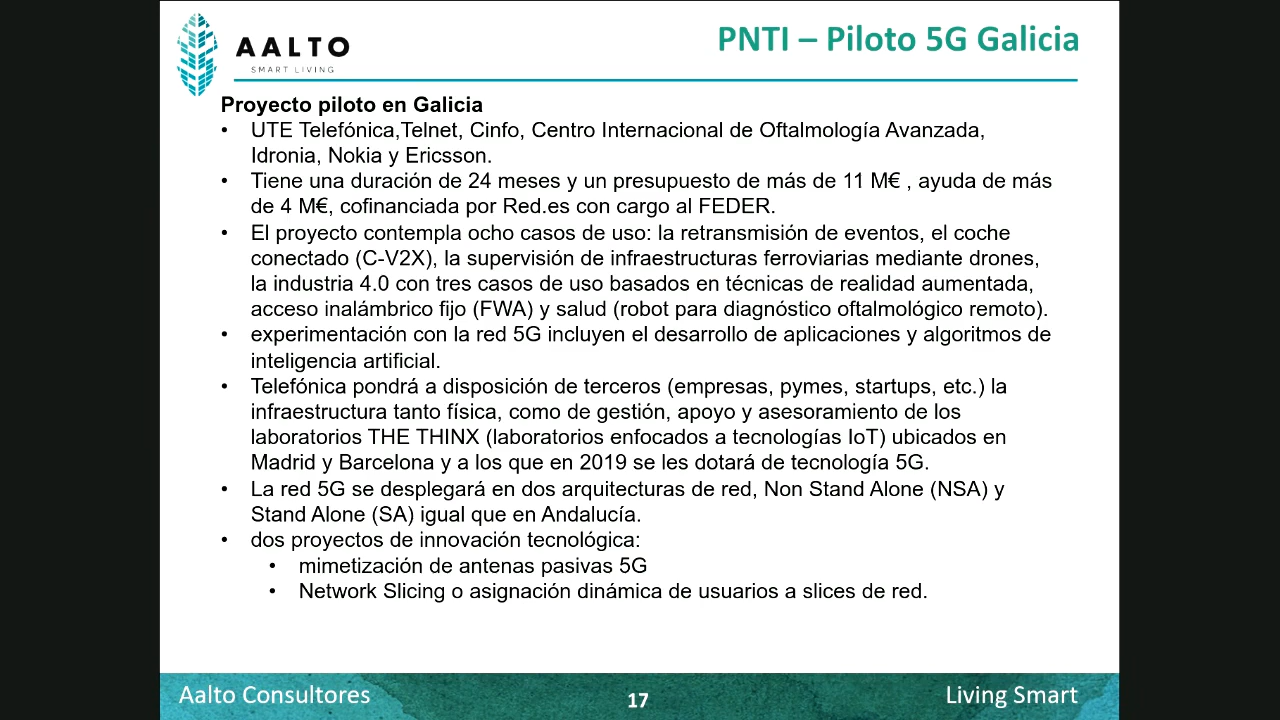 AALTO
SMART LIVING
PNTI – Piloto 5G Galicia
Proyecto piloto en Galicia
• UTE Telefónica,Telnet, Cinfo, Centro Internacional de Oftalmología Avanzada,
Idronia, Nokia y Ericsson.
• Tiene una duración de 24 meses y un presupuesto de más de 11 M€ , ayuda de más
de 4 M€, cofinanciada por Red.es con cargo al FEDER.
• El proyecto contempla ocho casos de uso: la retransmisión de eventos, el coche
conectado (C-V2X), la supervisión de infraestructuras ferroviarias mediante drones,
la industria 4.0 con tres casos de uso basados en técnicas de realidad aumentada,
acceso inalámbrico fijo (FWA) y salud (robot para diagnóstico oftalmológico remoto).
• experimentación con la red 5G incluyen el desarrollo de aplicaciones y algoritmos de
inteligencia artificial.
• Telefónica pondrá a disposición de terceros (empresas, pymes, startups, etc.) la
infraestructura tanto física, como de gestión, apoyo y asesoramiento de los
laboratorios THE THINX (laboratorios enfocados a tecnologías IoT) ubicados en
Madrid y Barcelona y a los que en 2019 se les dotará de tecnología 5G.
• La red 5G se desplegará en dos arquitecturas de red, Non Stand Alone (NSA) y
Stand Alone (SA) igual que en Andalucía.
• dos proyectos de innovación tecnológica:
• mimetización de antenas pasivas 5G
• Network Slicing o asignación dinámica de usuarios a slices de red.
Aalto Consultores
17
Living Smart